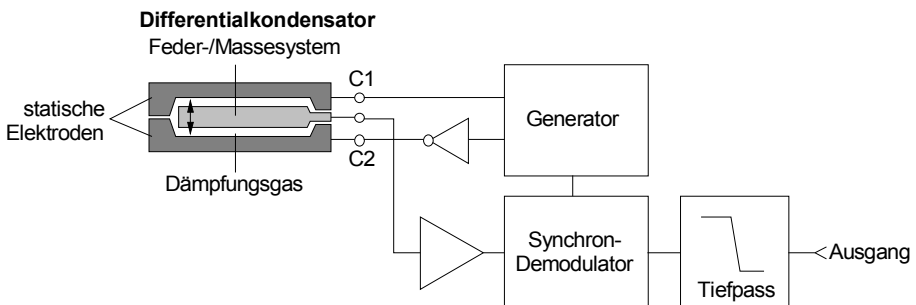 Differentialkondensator
Feder-/Massesystem
C1
statische
Elektroden
Generator
C2
Dämpfungsgas
Synchron-
Demodulator
Ausgang
Tiefpass